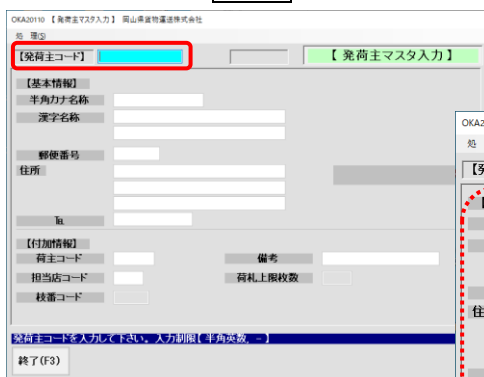 OKA20110 【 発荷主マスタ入力 】 岡山県貨物運送株式会社
処 理(S)
【発荷主コード】
【 発荷主マスタ入力 】
【基本情報】
半角カナ名称
漢字名称
OKA2
処
郵便番号
住所
【発
住
℡
【付加情報】
荷主コード
備考
担当店コード
荷札上限枚数
枝番コード
発荷主コードを入力して下さい。入力制限【 半角英数, - 】
終了(F3)